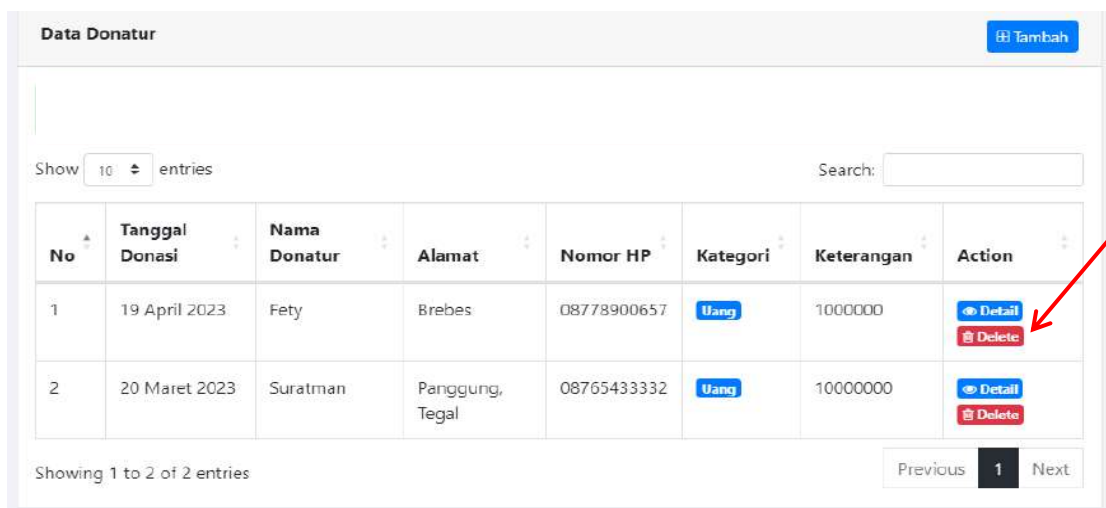 Data Donatur
Tambah
Show 10 entries
Search:
No Tanggal Donasi Nama Donatur Alamat Nomor HP Kategori Keterangan Action
1 19 April 2023 Fety Brebes 08778900657 Uang 1000000 Detail
Delete
2 20 Maret 2023 Suratman Panggung, Tegal 08765433332 Uang 10000000 Detail
Delete
Showing 1 to 2 of 2 entries
Previous 1 Next